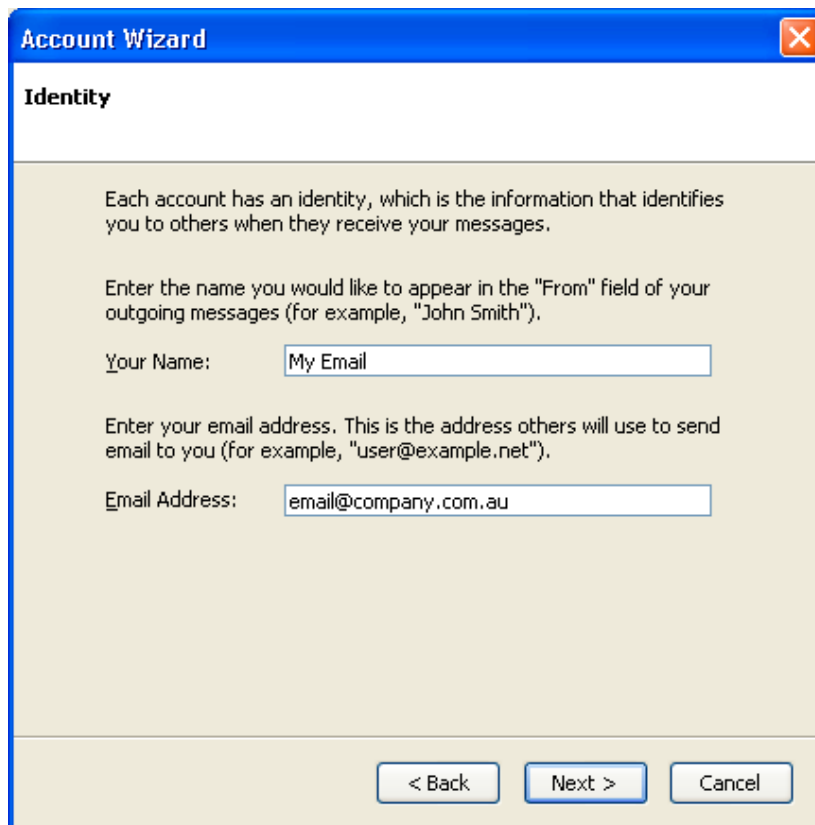 Account Wizard
Identity
Each account has an identity, which is the information that identifies
you to others when they receive your messages.
Enter the name you would like to appear in the "From" field of your
outgoing messages (for example, "John Smith").
Your Name: My Email
Enter your email address. This is the address others will use to send
email to you (for example, "user@example.net").
Email Address: email@company.com.au
< Back Next > Cancel